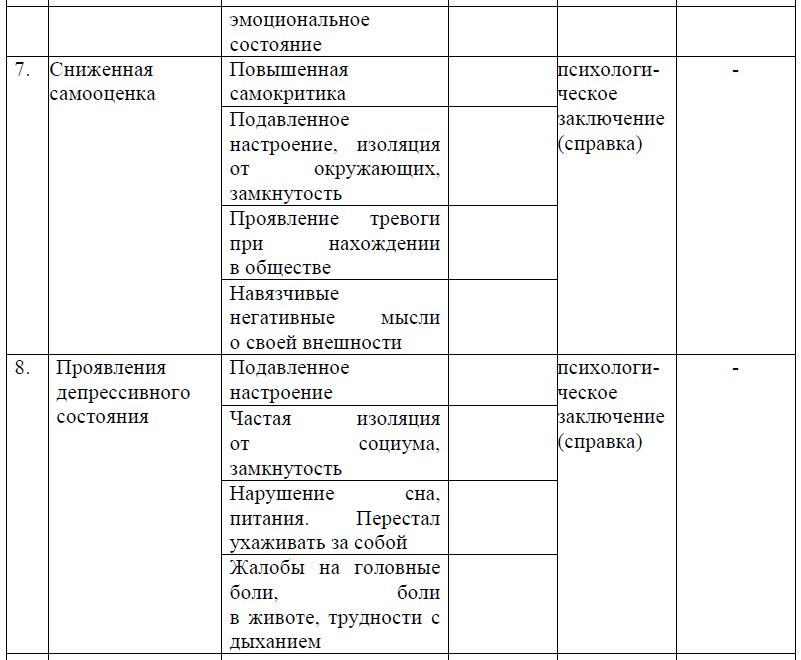 эмоциональное
состояние
7.
Сниженная
самооценка
Повышенная
самокритика
Подавленное
настроение, изоляция
от окружающих,
замкнутость
Проявление тревоги
при нахождении
в обществе
Навязчивые
негативные мысли
о своей внешности
психологи-
ческое
заключение
(справка)
-
8.
Проявления
депрессивного
состояния
Подавленное
настроение
Частая изоляция
от социума,
замкнутость
Нарушение сна,
питания. Перестал
ухаживать за собой
Жалобы на головные
боли, боли
в животе, трудности с
дыханием
психологи-
ческое
заключение
(справка)
-